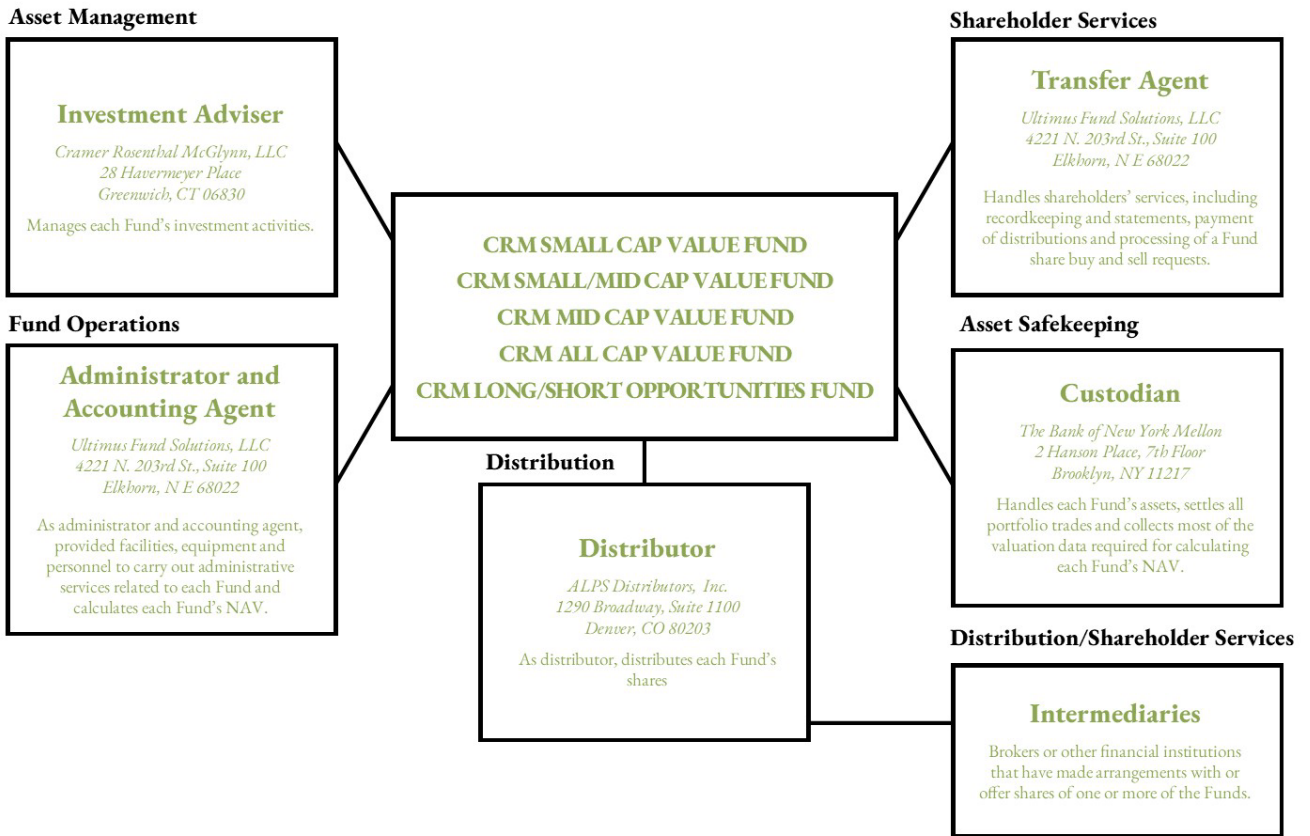 Asset Management
Investment Adviser
Cramer Rosenthal McGlynn, LLC
28 Havermeyer Place
Greenwich, CT 06830
Manages each Fund’s investment activities.
Fund Operations
Administrator and
Accounting Agent
Ultimus Fund Solutions, LLC
4221 N. 203rd St., Suite 100
Elkhorn, N E 68022
As administrator and accounting agent,
provided facilities, equipment and
personnel to carry out administrative
services related to each Fund and
calculates each Fund’s NAV.
CRM SMALL CAP VALUE FUND
CRM SMALL/MID CAP VALUE FUND
CRM MID CAP VALUE FUND
CRM ALL CAP VALUE FUND
CRM LONG/SHORT OPPORTUNITIES FUND
Distribution
Distributor
ALPS Distributors, Inc.
1290 Broadway, Suite 1100
Denver, CO 80203
As distributor, distributes each Fund’s
shares
Shareholder Services
Transfer Agent
Ultimus Fund Solutions, LLC
4221 N. 203rd St., Suite 100
Elkhorn, N E 68022
Handles shareholders’ services, including
recordkeeping and statements, payment
of distributions and processing of a Fund
share buy and sell requests.
Asset Safekeeping
Custodian
The Bank of New York Mellon
2 Hanson Place, 7th Floor
Brooklyn, NY 11217
Handles each Fund’s assets, settles all
portfolio trades and collects most of the
valuation data required for calculating
each Fund’s NAV.
Distribution/Shareholder Services
Intermediaries
Brokers or other financial institutions
that have made arrangements with or
offer shares of one or more of the Funds.